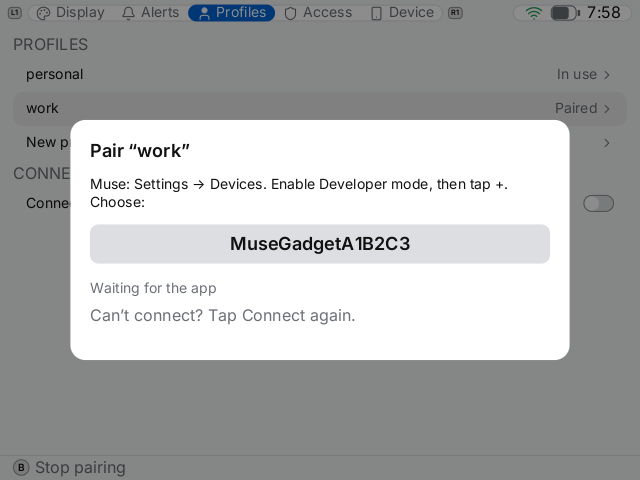 L1 Display Alerts Profiles Access Device R1 7:58
PROFILES
personal In use
work Paired
New p
CONNE
Connec
Pair “work”
Muse: Settings → Devices. Enable Developer mode, then tap +.
Choose:
MuseGadgetA1B2C3
Waiting for the app
Can’t connect? Tap Connect again.
B Stop pairing